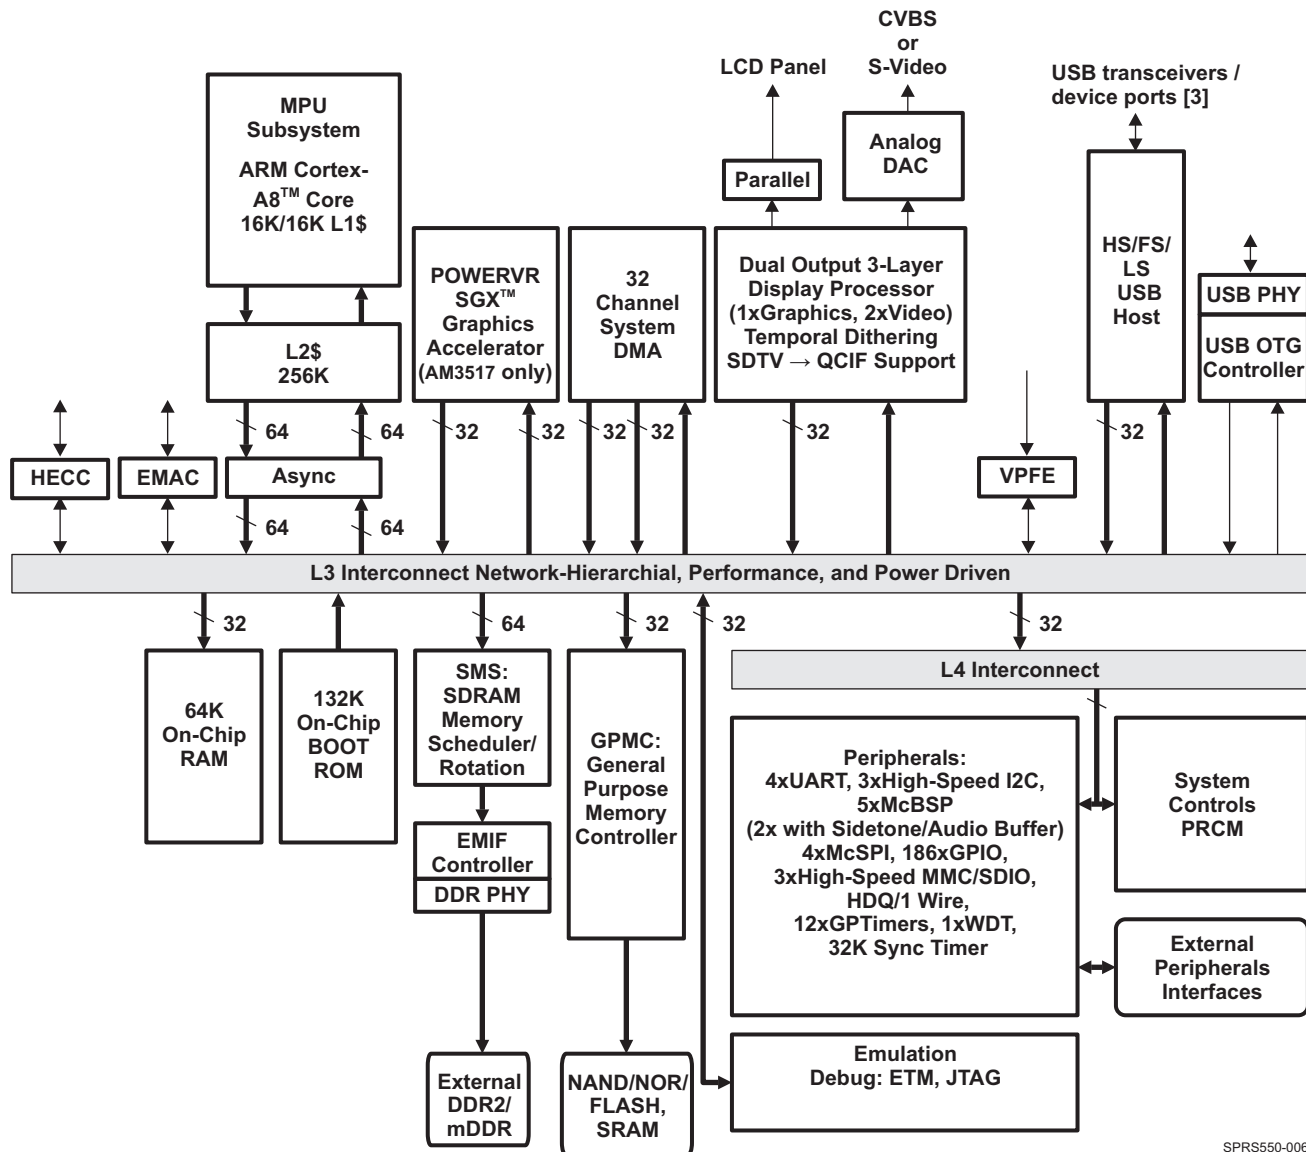 CVBS
or
S-Video
LCD Panel
USB transceivers /
device ports [3]
MPU
Subsystem
ARM Cortex-
A8™ Core
16K/16K L1$
Analog
DAC
Parallel
POWERVR
SGX™
Graphics
Accelerator
(AM3517 only)
32
Channel
System
DMA
Dual Output 3-Layer
Display Processor
(1xGraphics, 2xVideo)
Temporal Dithering
SDTV → QCIF Support
HS/FS/
LS
USB
Host
USB PHY
USB OTG
Controller
L2$
256K
64
64
32
32
32
32
32
32
HECC
EMAC
Async
VPFE
64
64
L3 Interconnect Network-Hierarchial, Performance, and Power Driven
32
64
32
32
32
L4 Interconnect
64K
On-Chip
RAM
132K
On-Chip
BOOT
ROM
SMS:
SDRAM
Memory
Scheduler/
Rotation
EMIF
Controller
DDR PHY
GPMC:
General
Purpose
Memory
Controller
Peripherals:
4xUART, 3xHigh-Speed I2C,
5xMcBSP
(2x with Sidetone/Audio Buffer)
4xMcSPI, 186xGPIO,
3xHigh-Speed MMC/SDIO,
HDQ/1 Wire,
12xGPTimers, 1xWDT,
32K Sync Timer
System
Controls
PRCM
External
Peripherals
Interfaces
Emulation
Debug: ETM, JTAG
External
DDR2/
mDDR
NAND/NOR/
FLASH,
SRAM
SPRS550-006